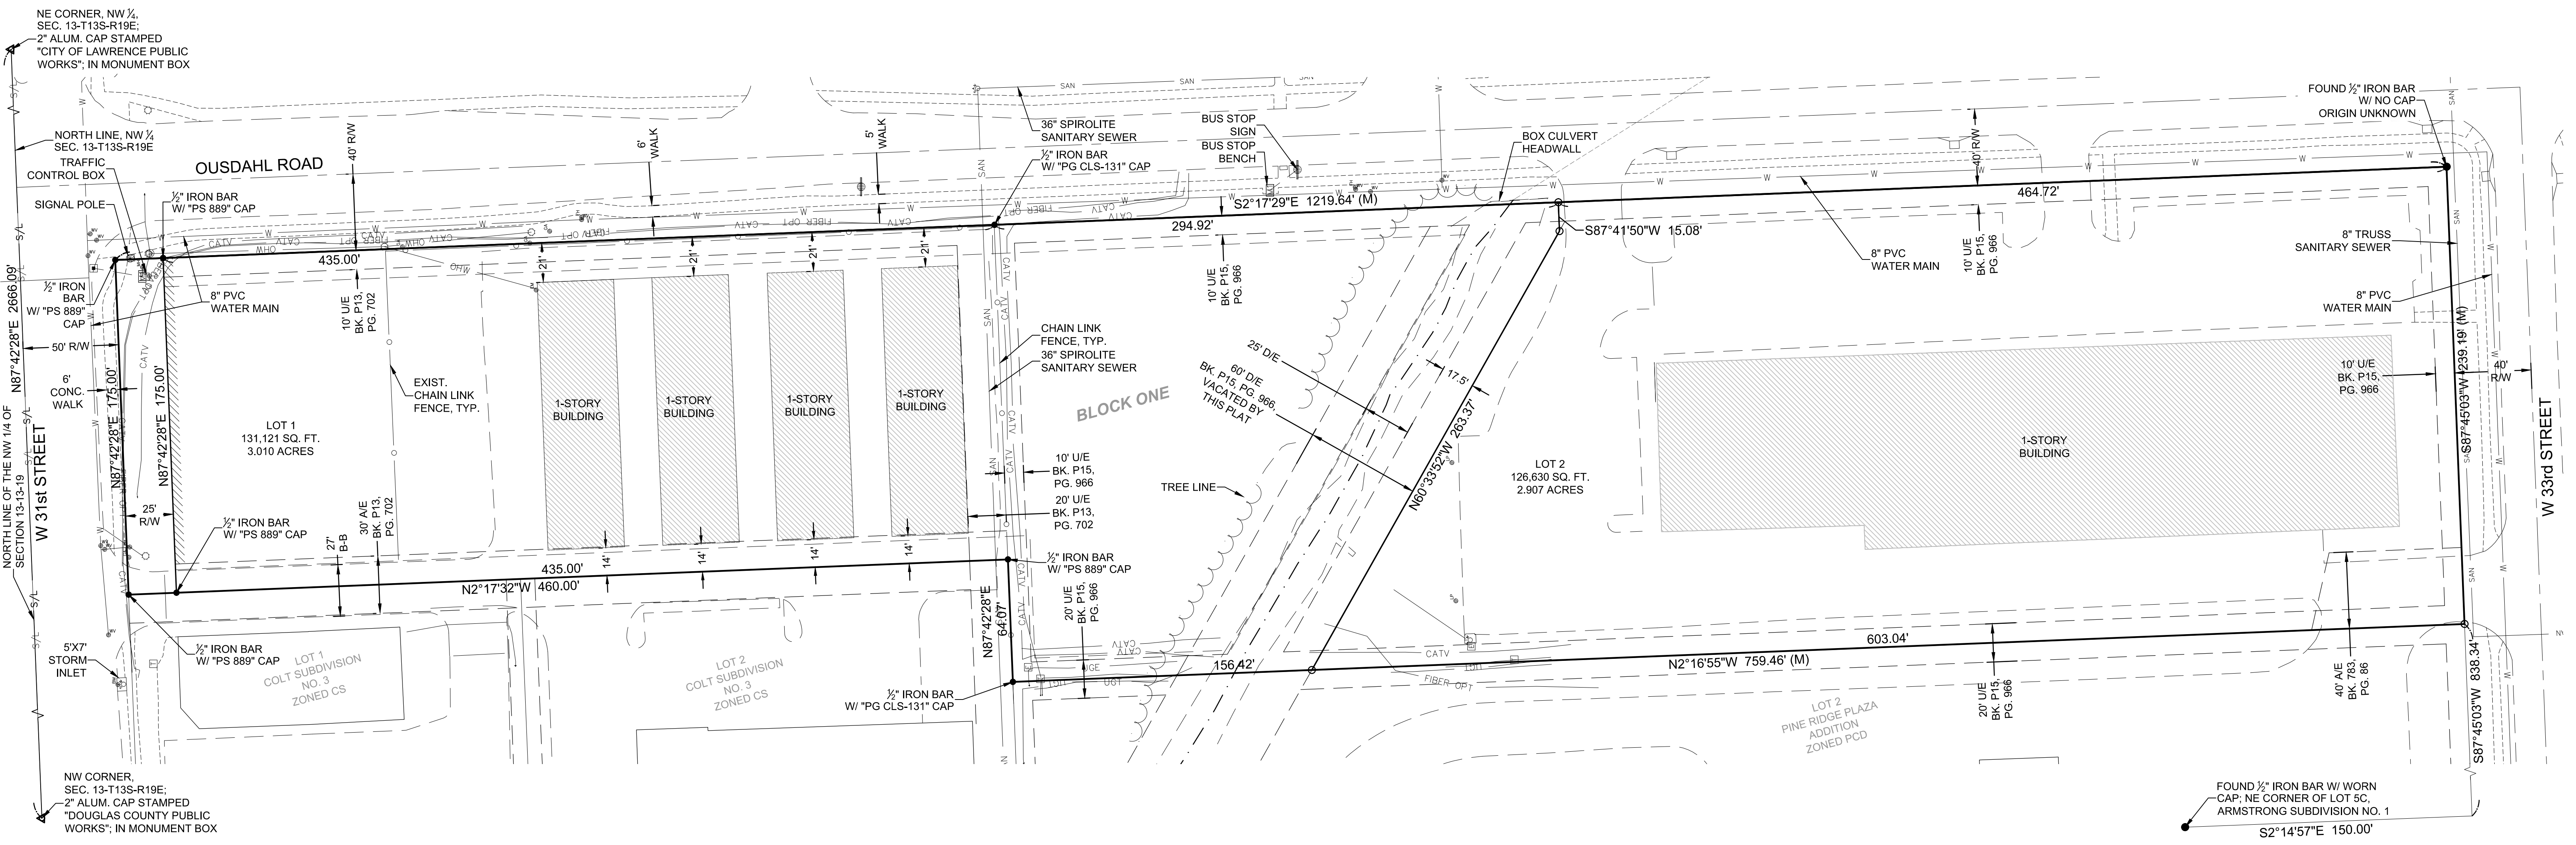 NE CORNER, NW ¼,
SEC. 13-T13S-R19E;
2" ALUM. CAP STAMPED
"CITY OF LAWRENCE PUBLIC
WORKS"; IN MONUMENT BOX
NORTH LINE, NW ¼
SEC. 13-T13S-R19E
TRAFFIC
CONTROL BOX
SIGNAL POLE
½" IRON BAR
W/ "PS 889" CAP
OUSDAHL ROAD
40' R/W
6'
WALK
5'
WALK
36" SPIROLITE
SANITARY SEWER
½" IRON BAR
W/ "PG CLS-131" CAP
BUS STOP
SIGN
BUS STOP
BENCH
BOX CULVERT
HEADWALL
40' R/W
FOUND ½" IRON BAR
W/ NO CAP
ORIGIN UNKNOWN
S2°17'29"E 1219.64' (M)
435.00'
294.92'
464.72'
S87°41'50"W 15.08'
8" PVC
WATER MAIN
8" TRUSS
SANITARY SEWER
8" PVC
WATER MAIN
½" IRON
BAR
W/ "PS 889"
CAP
8" PVC
WATER MAIN
10' U/E
BK. P13,
PG. 702
21'
21'
21'
21'
10' U/E
BK. P15,
PG. 966
10' U/E
BK. P15,
PG. 966
N87°42'28"E 2666.09'
50' R/W
6'
CONC.
WALK
N87°42'28"E 175.00'
N87°42'28"E 175.00'
25'
R/W
NORTH LINE OF THE NW 1/4 OF
SECTION 13-13-19
W 31st STREET
LOT 1
131,121 SQ. FT.
3.010 ACRES
EXIST.
CHAIN LINK
FENCE, TYP.
1-STORY
BUILDING
1-STORY
BUILDING
1-STORY
BUILDING
1-STORY
BUILDING
CHAIN LINK
FENCE, TYP.
36" SPIROLITE
SANITARY SEWER
BLOCK ONE
25' D/E
60' D/E
BK. P15, PG. 966,
VACATED BY
THIS PLAT
17.5'
N60°33'52"W 263.37'
TREE LINE
LOT 2
126,630 SQ. FT.
2.907 ACRES
1-STORY
BUILDING
10' U/E
BK. P15,
PG. 966
S87°45'03"W 239.19' (M)
40'
R/W
W 33rd STREET
10' U/E
BK. P15,
PG. 966
20' U/E
BK. P13,
PG. 702
½" IRON BAR
W/ "PS 889" CAP
27'
B-B
30' A/E
BK. P13,
PG. 702
14'
14'
14'
14'
435.00'
N2°17'32"W 460.00'
½" IRON BAR
W/ "PS 889" CAP
N87°42'28"E
64.07'
20' U/E
BK. P15,
PG. 966
156.42'
603.04'
N2°16'55"W 759.46' (M)
½" IRON BAR
W/ "PS 889" CAP
5'X7'
STORM
INLET
LOT 1
COLT SUBDIVISION
NO. 3
ZONED CS
LOT 2
COLT SUBDIVISION
NO. 3
ZONED CS
½" IRON BAR
W/ "PG CLS-131" CAP
LOT 2
PINE RIDGE PLAZA
ADDITION
ZONED PCD
20' U/E
BK. P15,
PG. 966
40' A/E
BK. 783,
PG. 86
S87°45'03"W 838.34'
NW CORNER,
SEC. 13-T13S-R19E;
2" ALUM. CAP STAMPED
"DOUGLAS COUNTY PUBLIC
WORKS"; IN MONUMENT BOX
FOUND ½" IRON BAR W/ WORN
CAP; NE CORNER OF LOT 5C,
ARMSTRONG SUBDIVISION NO. 1
S2°14'57"E 150.00'